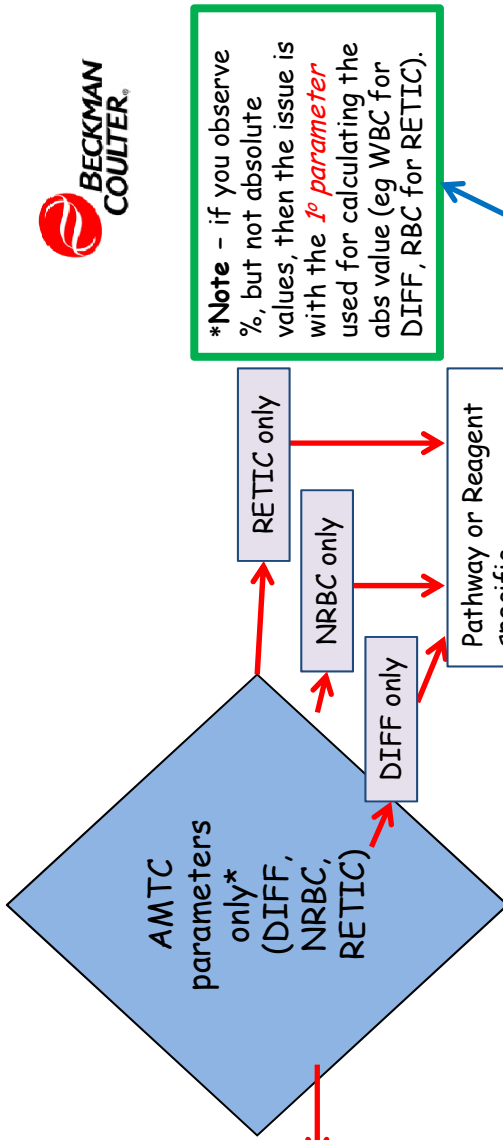 BECKMAN
COULTER®
*Note – if you observe
%, but not absolute
values, then the issue is
with the 1º parameter
used for calculating the
abs value (eg WBC for
DIFF, RBC for RETIC).
AMTC
parameters
only*
(DIFF,
NRBC,
RETIC)
RETIC only
NRBC only
DIFF only
Pathway or Reagent
specific